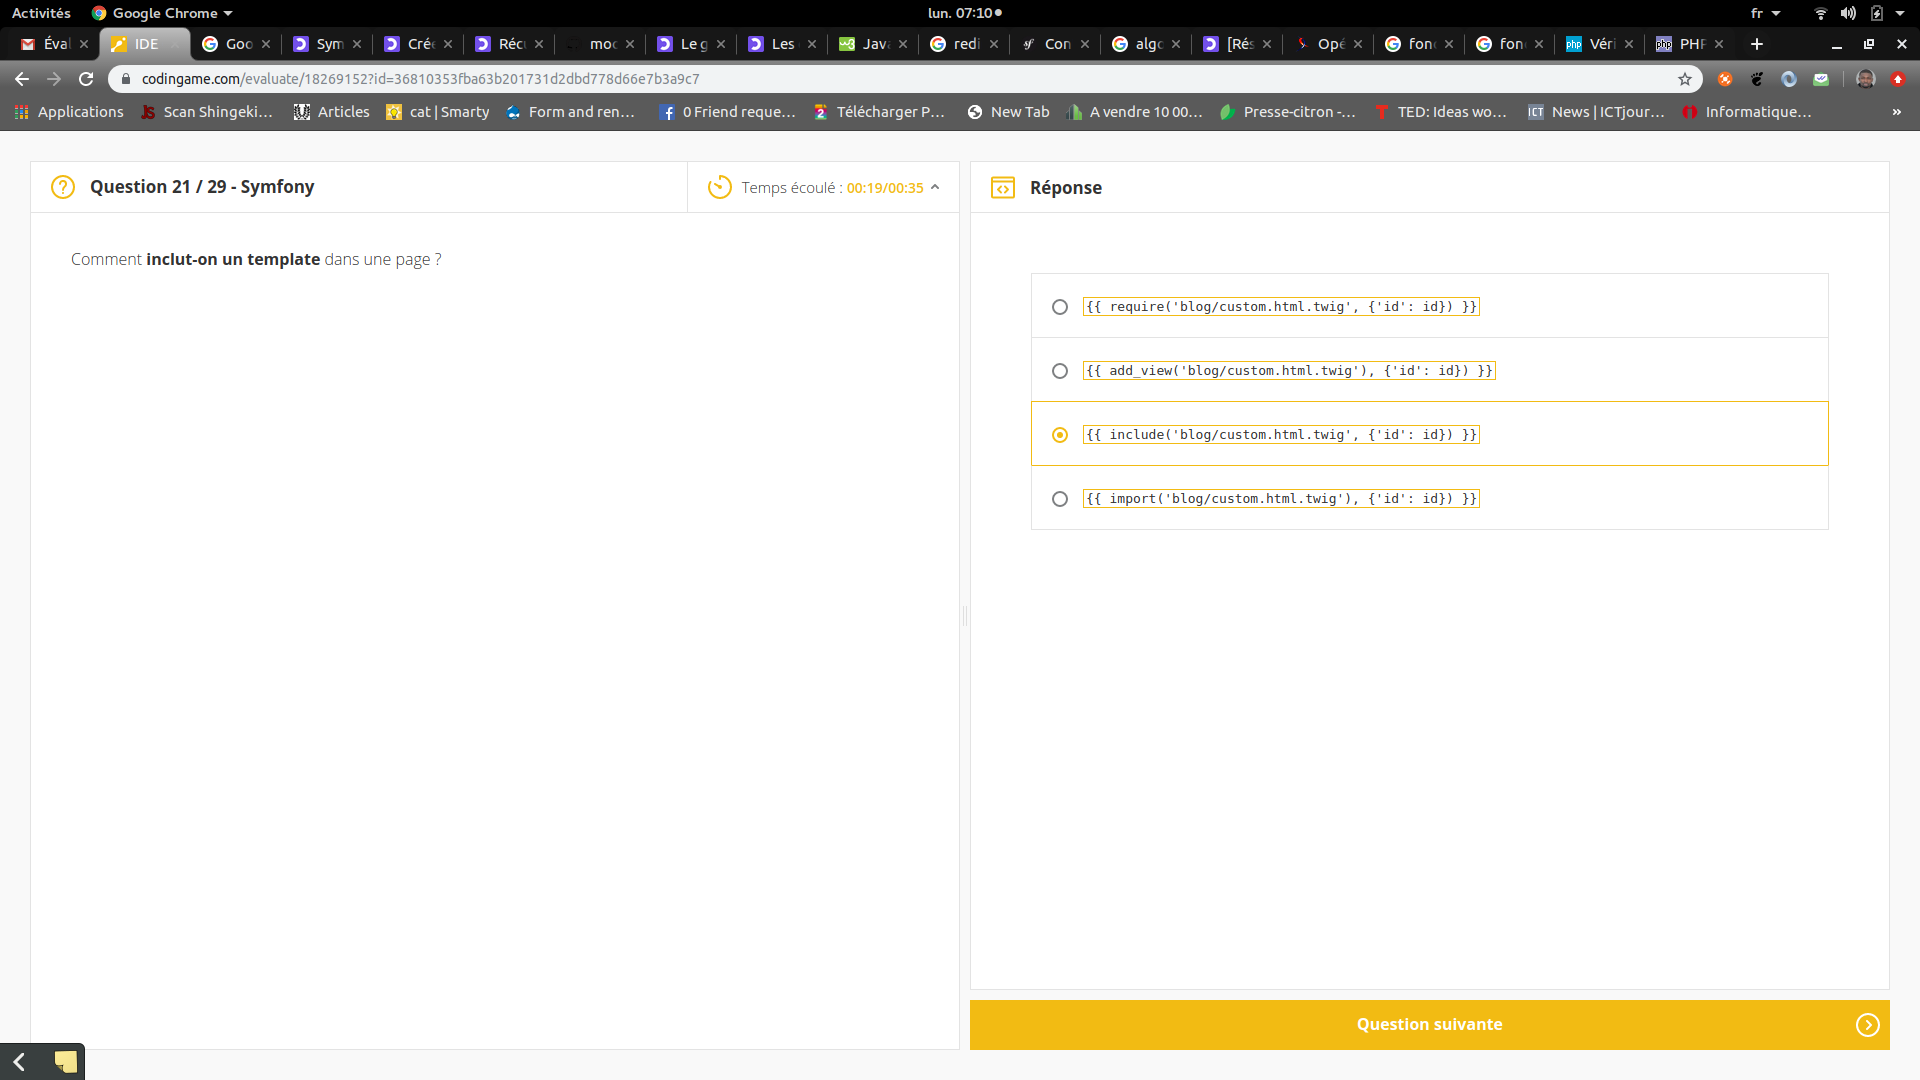 Activités Google Chrome lun. 07:10 fr
Éval IDE Goo Sym Crée Récu moc Le g Les Java redi Con algo [Rés Opé fonc fonc Véri PHP
codingame.com/evaluate/18269152?id=36810353fba63b201731d2dbd778d66e7b3a9c7
Applications Scan Shingeki... Articles cat | Smarty Form and ren... 0 Friend reque... Télécharger P... New Tab A vendre 10 00... Presse-citron -... TED: Ideas wo... News | ICTjour... Informatique... »
Question 21 / 29 - Symfony
Temps écoulé : 00:19/00:35
Comment inclut-on un template dans une page ?
Réponse
{{ require('blog/custom.html.twig', {'id': id}) }}
{{ add_view('blog/custom.html.twig'), {'id': id}) }}
{{ include('blog/custom.html.twig', {'id': id}) }}
{{ import('blog/custom.html.twig'), {'id': id}) }}
Question suivante